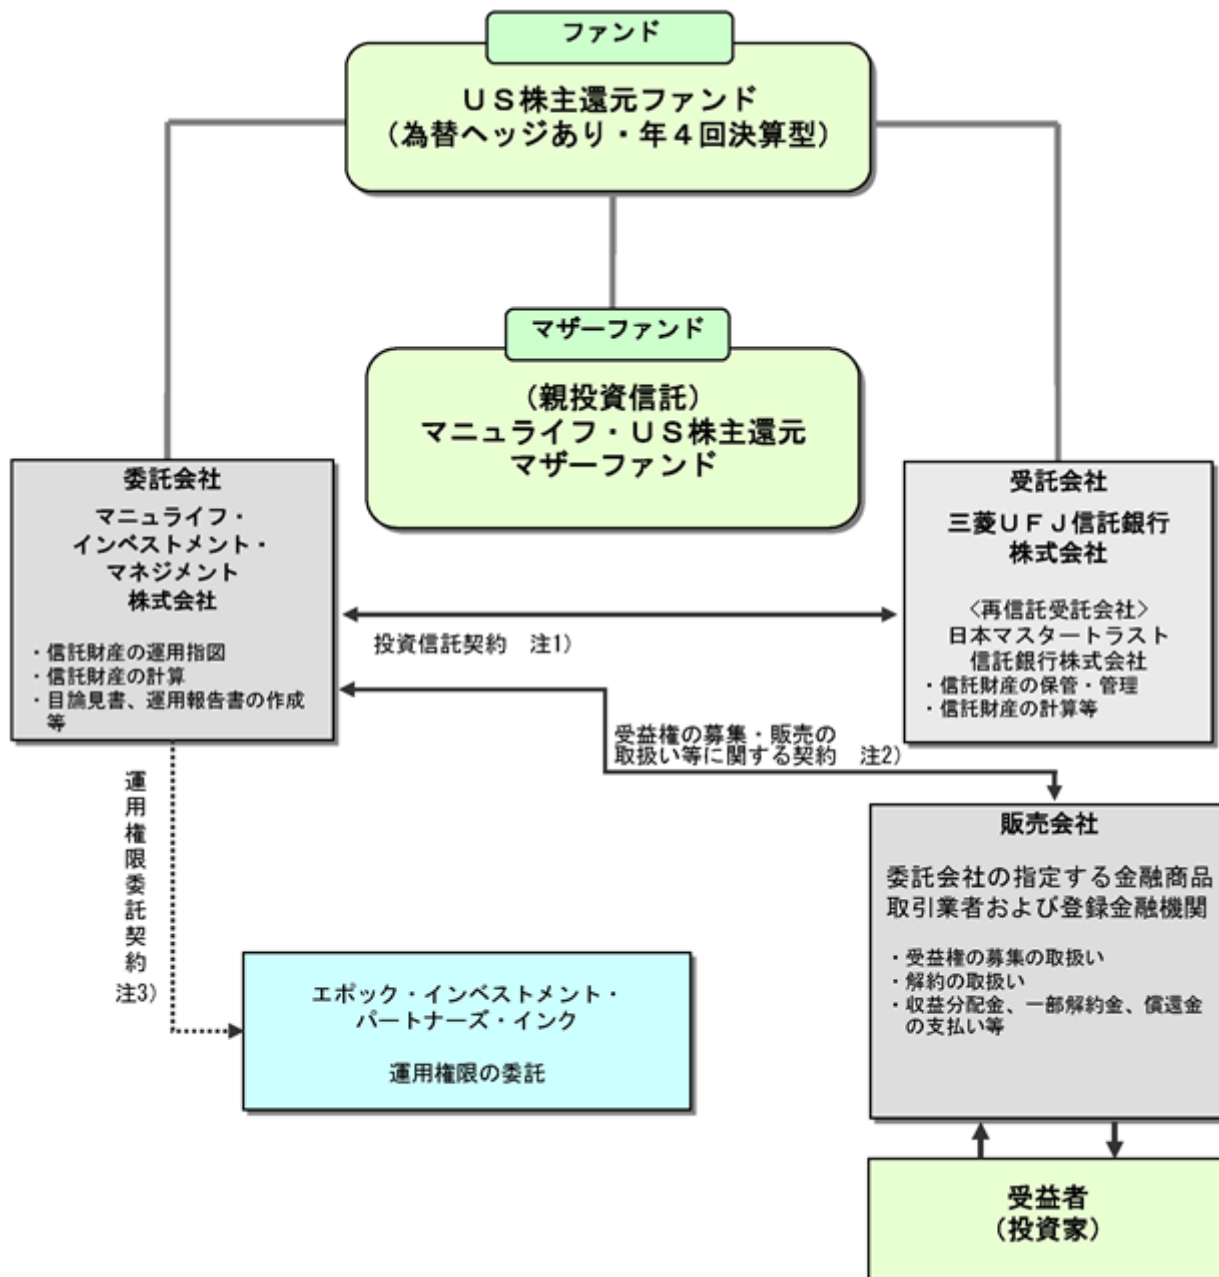 ファンド
ＵＳ株主還元ファンド
（為替ヘッジあり・年４回決算型）
マザーファンド
（親投資信託）
マニュライフ・ＵＳ株主還元
マザーファンド
委託会社
マニュライフ・
インベストメント・
マネジメント
株式会社
・信託財産の運用指図
・信託財産の計算
・目論見書、運用報告書の作成
等
受託会社
三菱ＵＦＪ信託銀行
株式会社
〈再信託受託会社〉
日本マスタートラスト
信託銀行株式会社
・信託財産の保管・管理
・信託財産の計算等
投資信託契約　注1）
受益権の募集・販売の
取扱い等に関する契約　注2）
運用権限委託契約
注3）
エポック・インベストメント・
パートナーズ・インク
運用権限の委託
販売会社
委託会社の指定する金融商品
取引業者および登録金融機関
・受益権の募集の取扱い
・解約の取扱い
・収益分配金、一部解約金、償還金
の支払い等
受益者
（投資家）